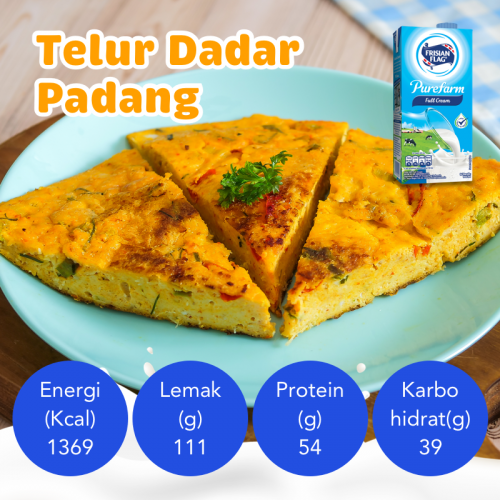 Telur Dadar
Padang
FRISIAN
FLAG
Purefarm
Full Cream
Energi
(Kcal)
1369
Lemak
(g)
111
Protein
(g)
54
Karbo
hidrat(g)
39